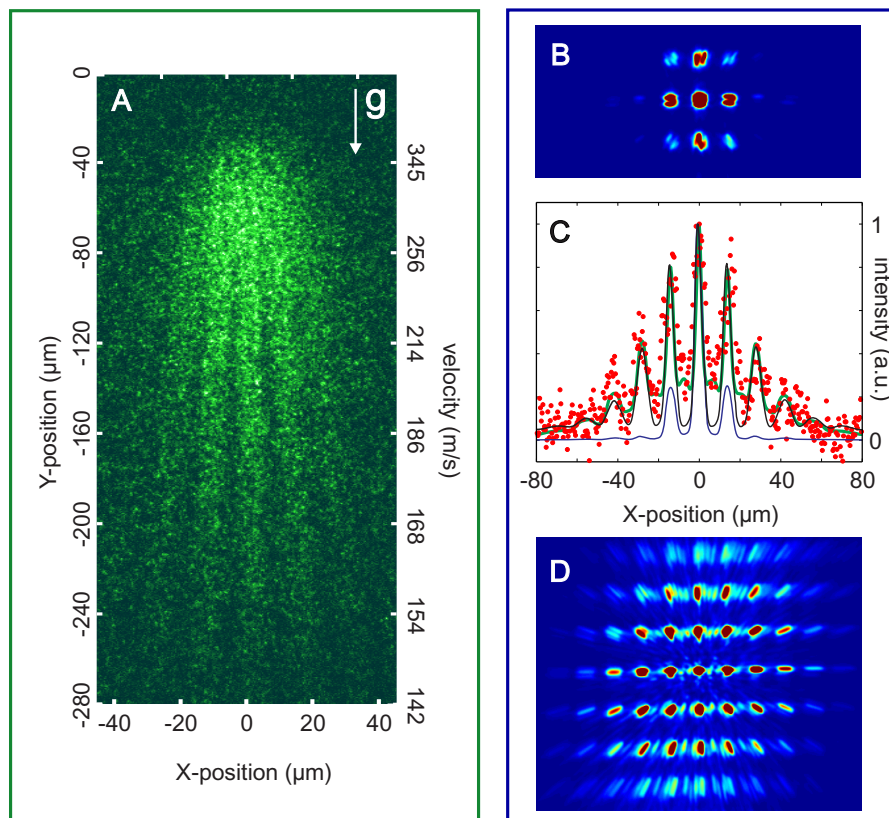 A
g
Y-position (µm)
0
-40
-80
-120
-160
-200
-240
-280
345
256
214
186
168
154
142
velocity (m/s)
-40
-20
0
20
40
X-position (µm)
B
C
1
0
intensity (a.u.)
-80
-40
0
40
80
X-position (µm)
D